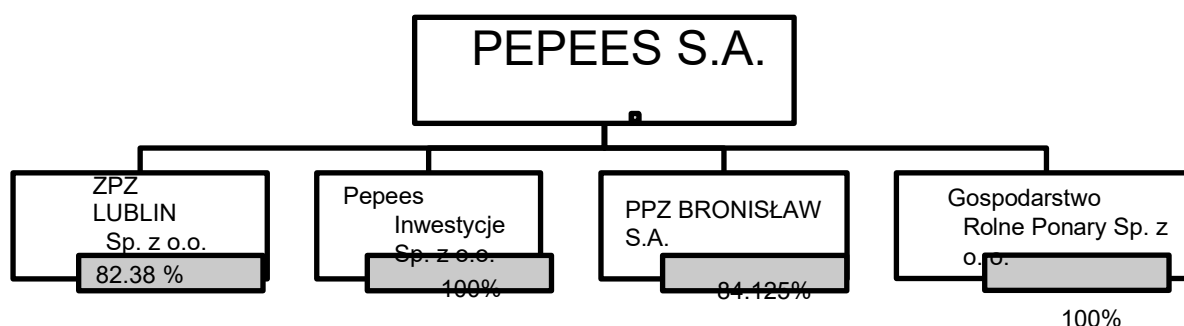 PEPEES S.A.
ZPZ
LUBLIN
Sp. z o.o.
82.38 %
Pepees
Inwestycje
Sp. z o.o.
100%
PPZ BRONISŁAW
S.A.
84.125%
Gospodarstwo
Rolne Ponary Sp. z
o. o.
100%